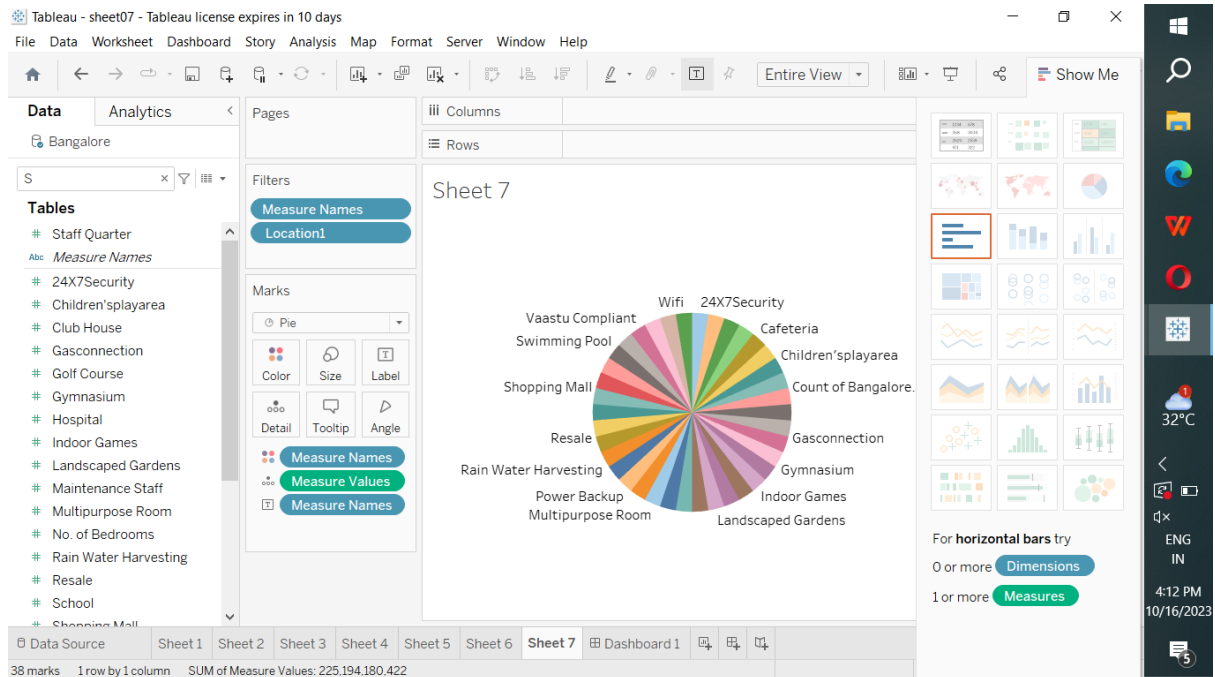 Tableau - sheet07 - Tableau license expires in 10 days
File Data Worksheet Dashboard Story Analysis Map Format Server Window Help
Entire View
Show Me
Data Analytics
Bangalore
S
Tables
Staff Quarter
Abc Measure Names
24X7Security
Children'splayarea
Club House
Gasconnection
Golf Course
Gymnasium
Hospital
Indoor Games
Landscaped Gardens
Maintenance Staff
Multipurpose Room
No. of Bedrooms
Rain Water Harvesting
Resale
School
Shopping Mall
Pages
Filters
Measure Names
Location1
Marks
Pie
Color Size Label
Detail Tooltip Angle
Measure Names
Measure Values
Measure Names
Columns
Rows
Sheet 7
Wifi 24X7Security
Vaastu Compliant Cafeteria
Swimming Pool
Children'splayarea
Shopping Mall Count of Bangalore.
Resale Gasconnection
Rain Water Harvesting Gymnasium
Power Backup Indoor Games
Multipurpose Room Landscaped Gardens
For horizontal bars try
0 or more Dimensions
1 or more Measures
Data Source Sheet 1 Sheet 2 Sheet 3 Sheet 4 Sheet 5 Sheet 6 Sheet 7 Dashboard 1
38 marks 1 row by 1 column SUM of Measure Values: 225,194,180,422
1
32°C
ENG
IN
4:12 PM
10/16/2023
5